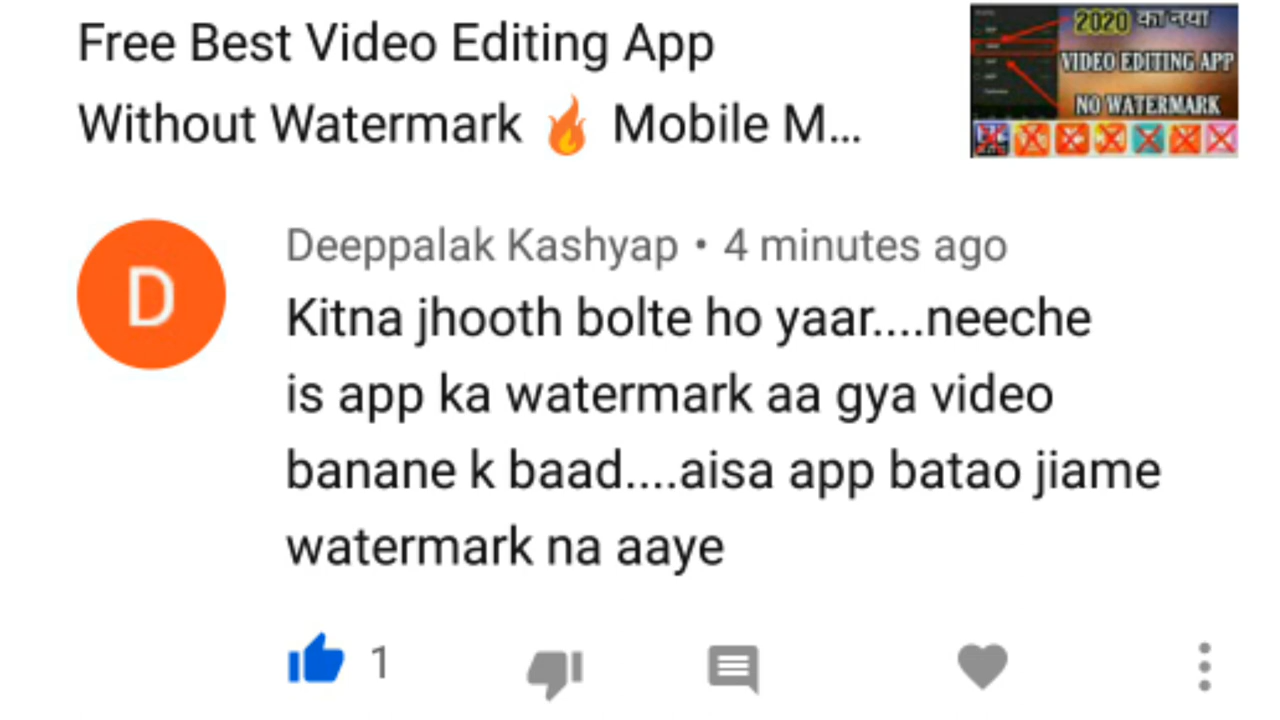 Free Best Video Editing App
Without Watermark 🔥 Mobile M...
2020 का नया
VIDEO EDITING APP
NO WATERMARK
D
Deeppalak Kashyap • 4 minutes ago
Kitna jhooth bolte ho yaar....neeche
is app ka watermark aa gya video
banane k baad....aisa app batao jiame
watermark na aaye
1